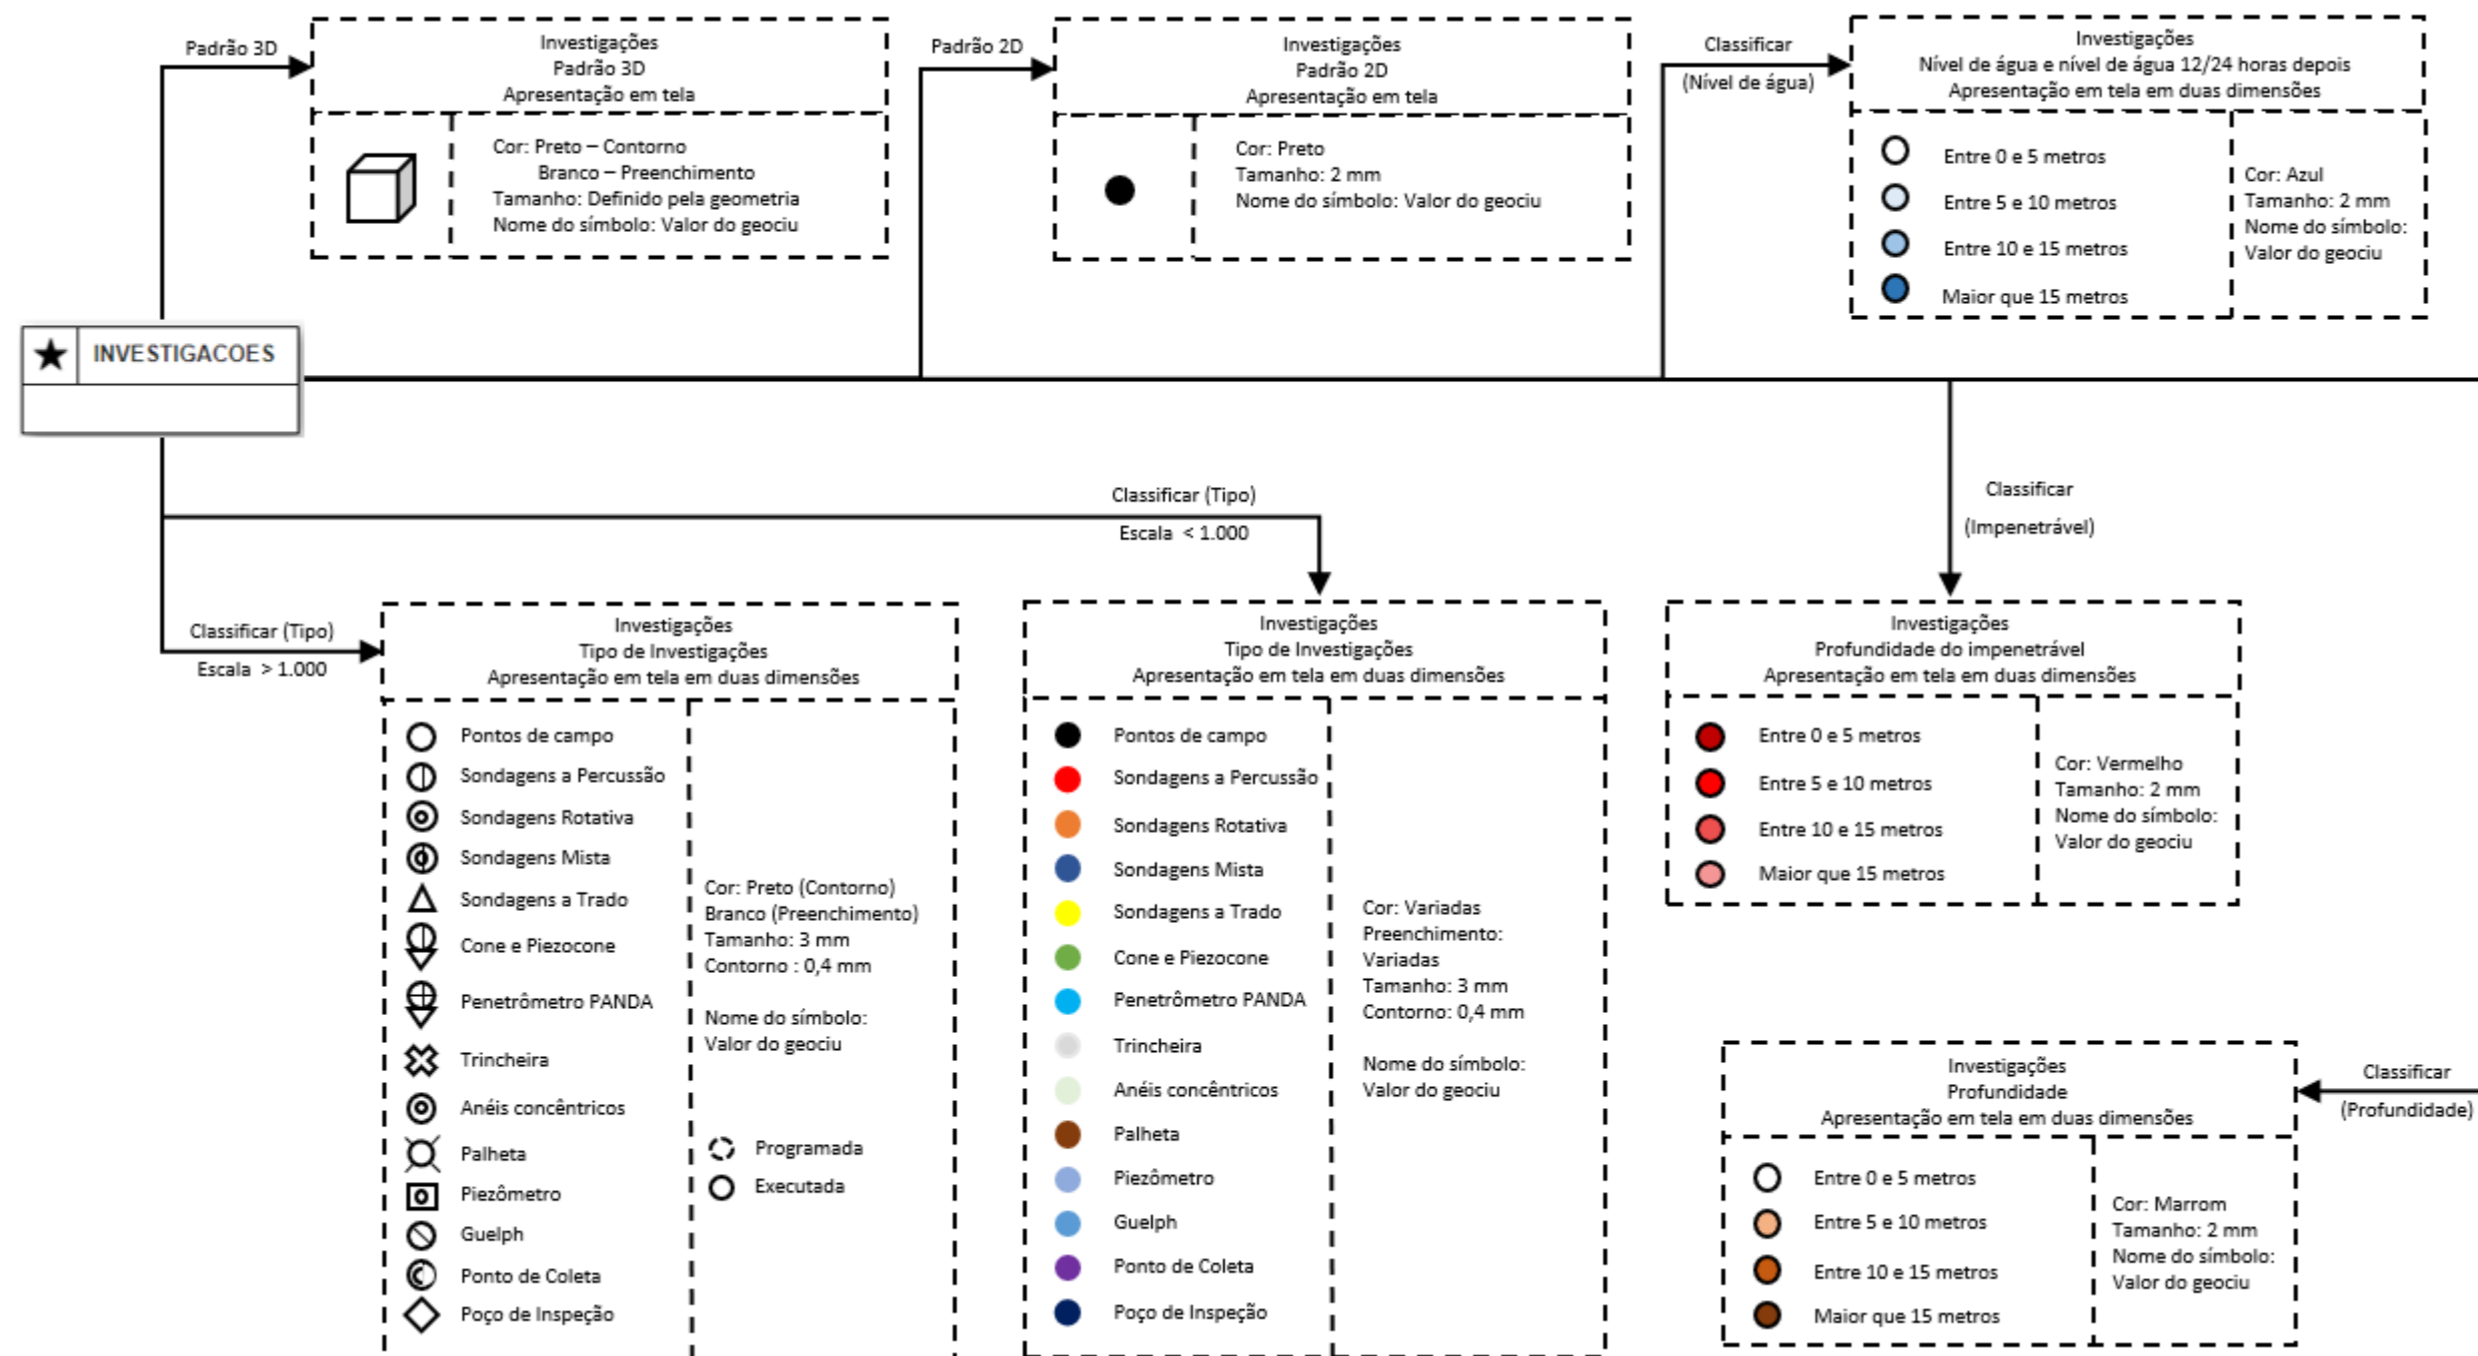 Padrão 3D
Investigações
Padrão 3D
Apresentação em tela
Cor: Preto – Contorno
Branco – Preenchimento
Tamanho: Definido pela geometria
Nome do símbolo: Valor do geociu
Padrão 2D
Investigações
Padrão 2D
Apresentação em tela
Cor: Preto
Tamanho: 2 mm
Nome do símbolo: Valor do geociu
Classificar
(Nível de água)
Investigações
Nível de água e nível de água 12/24 horas depois
Apresentação em tela em duas dimensões
Entre 0 e 5 metros
Entre 5 e 10 metros
Entre 10 e 15 metros
Maior que 15 metros
Cor: Azul
Tamanho: 2 mm
Nome do símbolo:
Valor do geociu
INVESTIGACOES
Classificar (Tipo)
Escala < 1.000
Classificar
(Impenetrável)
Classificar (Tipo)
Escala > 1.000
Investigações
Tipo de Investigações
Apresentação em tela em duas dimensões
Pontos de campo
Sondagens a Percussão
Sondagens Rotativa
Sondagens Mista
Sondagens a Trado
Cone e Piezocone
Penetrômetro PANDA
Trincheira
Anéis concêntricos
Palheta
Piezômetro
Guelph
Ponto de Coleta
Poço de Inspeção
Cor: Preto (Contorno)
Branco (Preenchimento)
Tamanho: 3 mm
Contorno : 0,4 mm
Nome do símbolo:
Valor do geociu
Programada
Executada
Investigações
Tipo de Investigações
Apresentação em tela em duas dimensões
Pontos de campo
Sondagens a Percussão
Sondagens Rotativa
Sondagens Mista
Sondagens a Trado
Cone e Piezocone
Penetrômetro PANDA
Trincheira
Anéis concêntricos
Palheta
Piezômetro
Guelph
Ponto de Coleta
Poço de Inspeção
Cor: Variadas
Preenchimento:
Variadas
Tamanho: 3 mm
Contorno: 0,4 mm
Nome do símbolo:
Valor do geociu
Investigações
Profundidade do impenetrável
Apresentação em tela em duas dimensões
Entre 0 e 5 metros
Entre 5 e 10 metros
Entre 10 e 15 metros
Maior que 15 metros
Cor: Vermelho
Tamanho: 2 mm
Nome do símbolo:
Valor do geociu
Classificar
(Profundidade)
Investigações
Profundidade
Apresentação em tela em duas dimensões
Entre 0 e 5 metros
Entre 5 e 10 metros
Entre 10 e 15 metros
Maior que 15 metros
Cor: Marrom
Tamanho: 2 mm
Nome do símbolo:
Valor do geociu